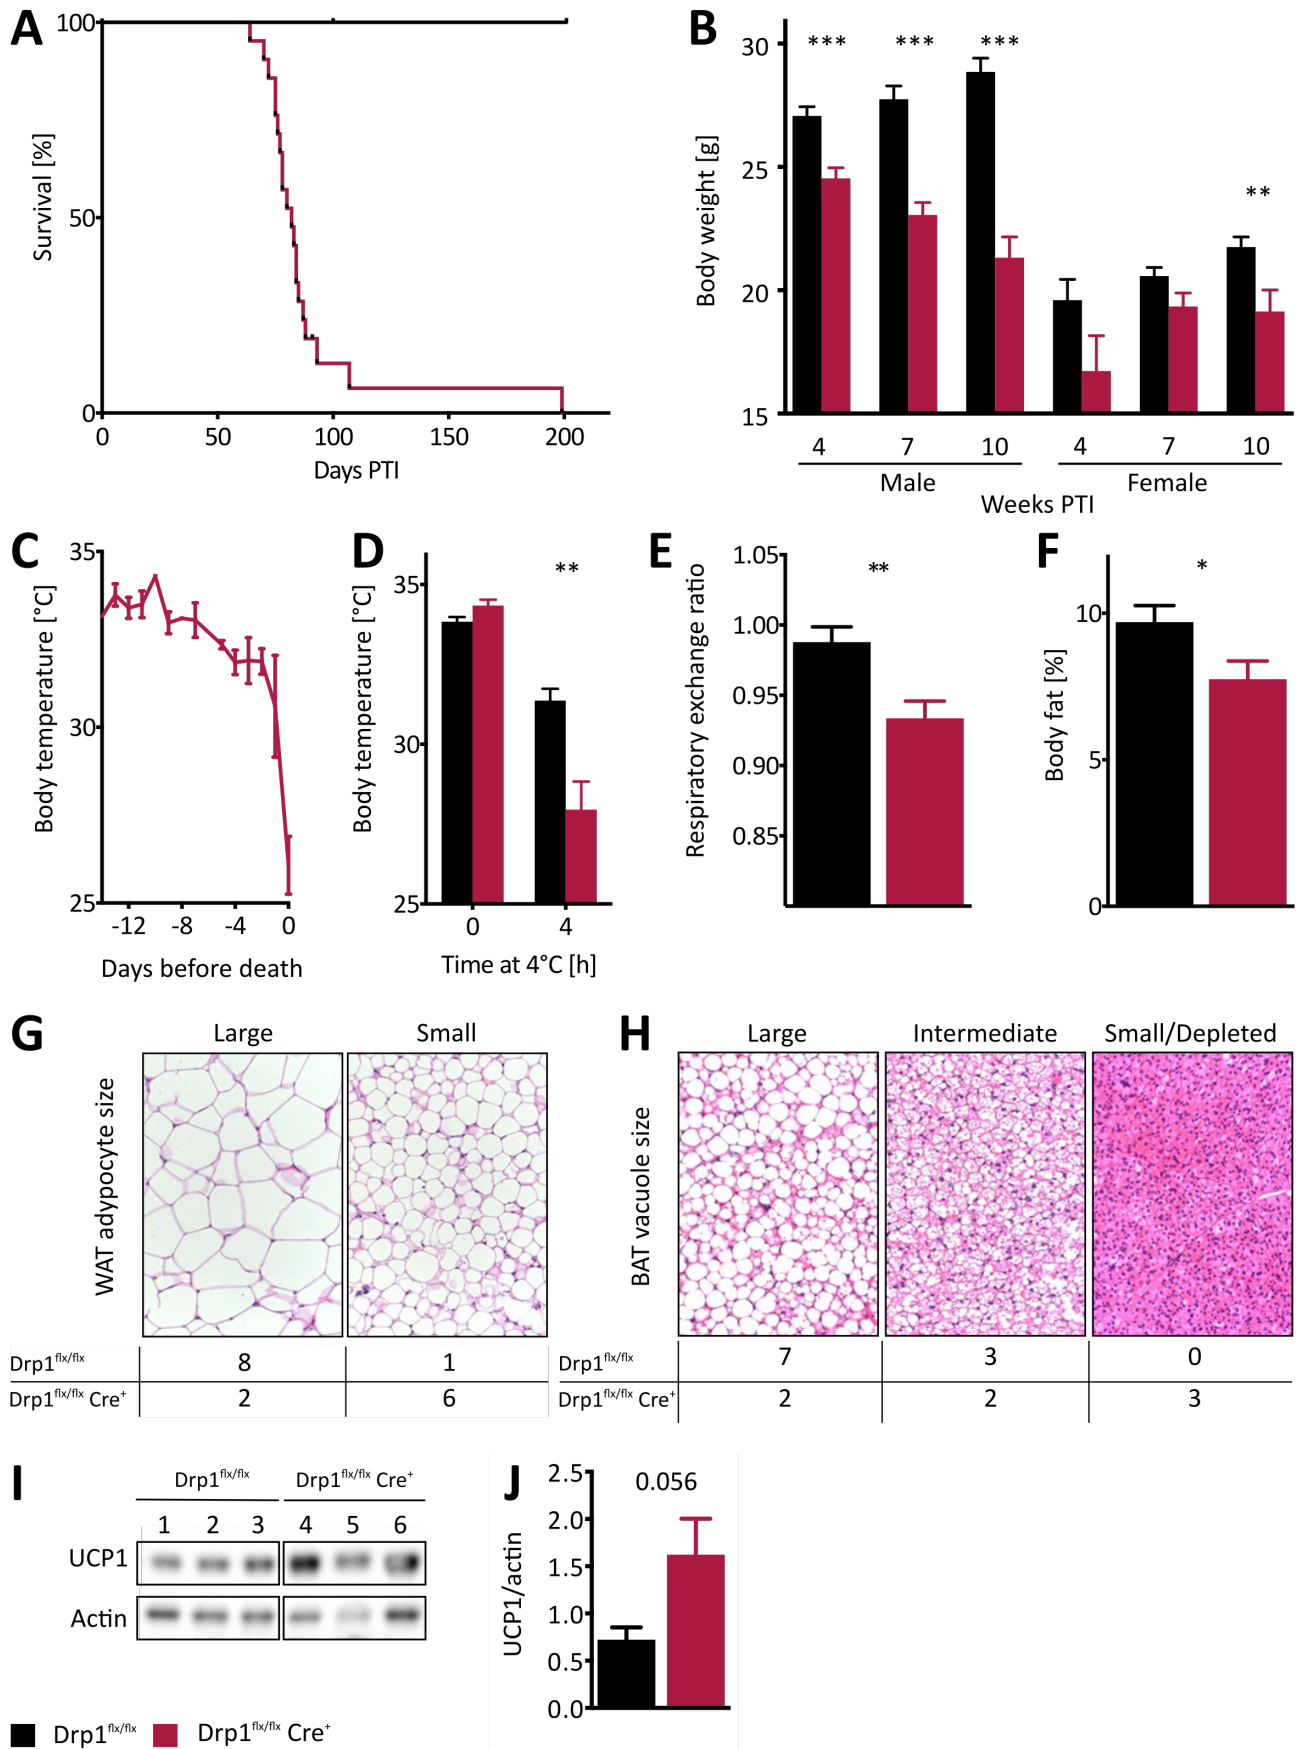 A
100
50
0
Survival [%]
0 50 100 150 200
Days PTI
B
30
25
20
15
Body weight [g]
*** *** *** **
4 7 10 4 7 10
Male Female
Weeks PTI
C
35
30
25
Body temperature [°C]
-12 -8 -4 0
Days before death
D
35
30
25
Body temperature [°C]
**
0 4
Time at 4°C [h]
E
1.05
1.00
0.95
0.90
0.85
Respiratory exchange ratio
**
F
10
5
0
Body fat [%]
*
G
Large Small
WAT adypocyte size
Drp1flx/flx 8 1
Drp1flx/flx Cre+ 2 6
H
Large Intermediate Small/Depleted
BAT vacuole size
Drp1flx/flx 7 3 0
Drp1flx/flx Cre+ 2 2 3
I
Drp1flx/flx Drp1flx/flx Cre+
1 2 3 4 5 6
UCP1
Actin
J
2.5
2.0
1.5
1.0
0.5
0.0
UCP1/actin
0.056
Drp1flx/flx Drp1flx/flx Cre+